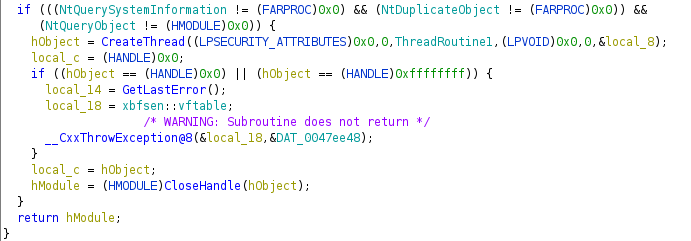 if (((NtQuerySystemInformation != (FARPROC)0x0) && (NtDuplicateObject != (FARPROC)0x0)) &&
(NtQueryObject != (HMODULE)0x0)) {
hObject = CreateThread((LPSECURITY_ATTRIBUTES)0x0,0,ThreadRoutine1,(LPVOID)0x0,0,&local_8);
local_c = (HANDLE)0x0;
if ((hObject == (HANDLE)0x0) || (hObject == (HANDLE)0xffffffff)) {
local_14 = GetLastError();
local_18 = xbfsen::vftable;
/* WARNING: Subroutine does not return */
__CxxThrowException@8(&local_18,&DAT_0047ee48);
}
local_c = hObject;
hModule = (HMODULE)CloseHandle(hObject);
}
return hModule;
}